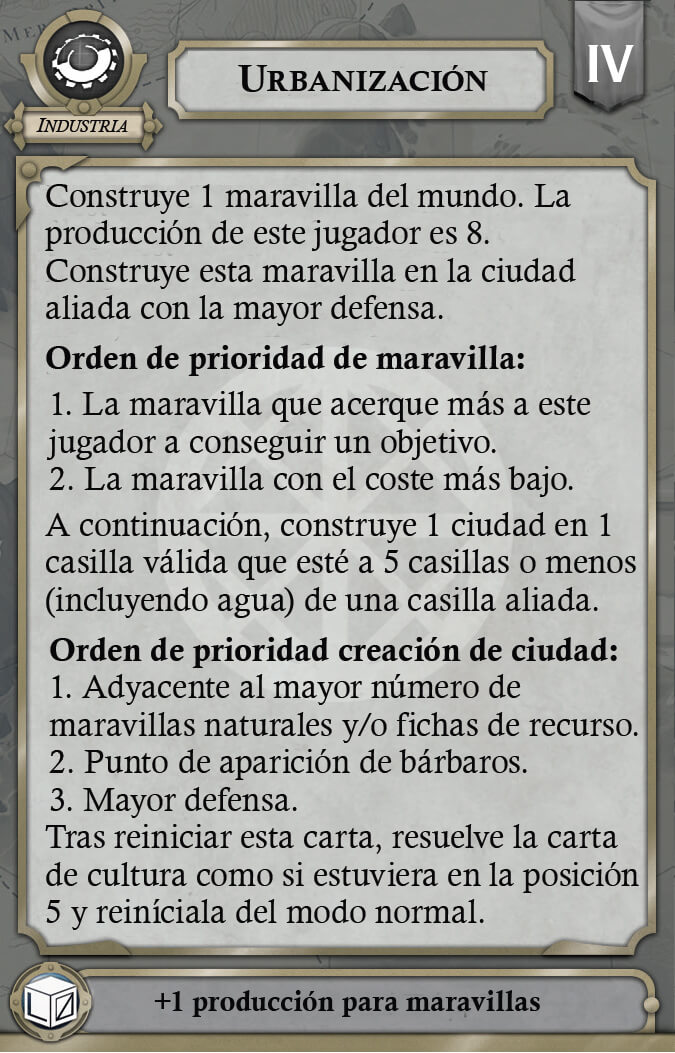 Urbanización
IV
Industria
Construye 1 maravilla del mundo. La
producción de este jugador es 8.
Construye esta maravilla en la ciudad
aliada con la mayor defensa.
Orden de prioridad de maravilla:
1. La maravilla que acerque más a este
jugador a conseguir un objetivo.
2. La maravilla con el coste más bajo.
A continuación, construye 1 ciudad en 1
casilla válida que esté a 5 casillas o menos
(incluyendo agua) de una casilla aliada.
Orden de prioridad creación de ciudad:
1. Adyacente al mayor número de
maravillas naturales y/o fichas de recurso.
2. Punto de aparición de bárbaros.
3. Mayor defensa.
Tras reiniciar esta carta, resuelve la carta
de cultura como si estuviera en la posición
5 y reiníciala del modo normal.
+1 producción para maravillas